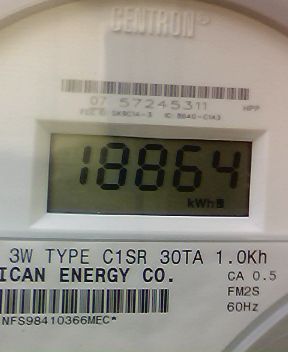 CENTRON
07 57245311
HPP
18864
kWh
3W TYPE C1SR 30TA 1.0Kh
ICAN ENERGY CO.
CA 0.5
FM2S
60Hz
NFS98410366MEC*